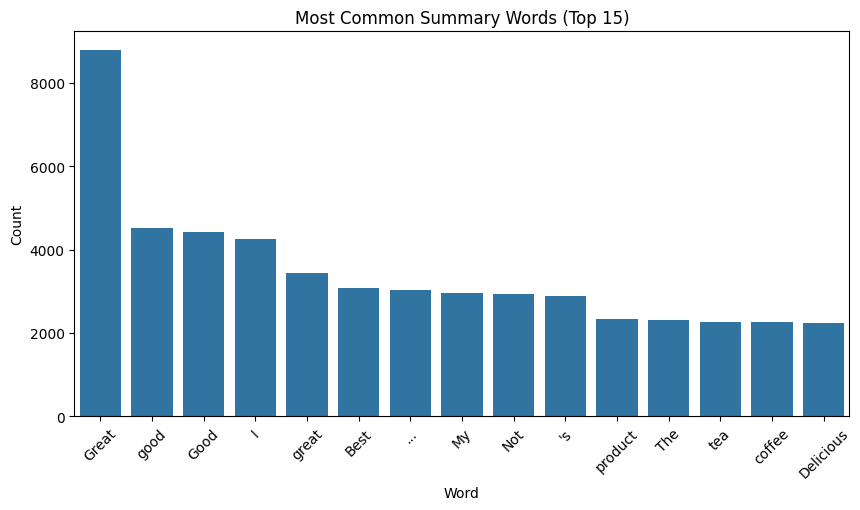 Most Common Summary Words (Top 15)
8000
6000
4000
2000
0
Count
Great good Good I great Best ... My Not 's product The tea coffee Delicious
Word